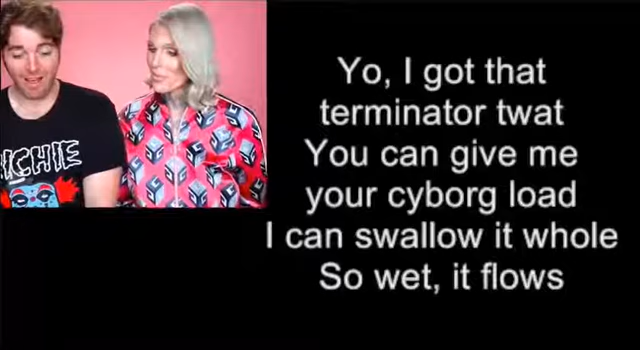 ICHIE
Yo, I got that
terminator twat
You can give me
your cyborg load
I can swallow it whole
So wet, it flows